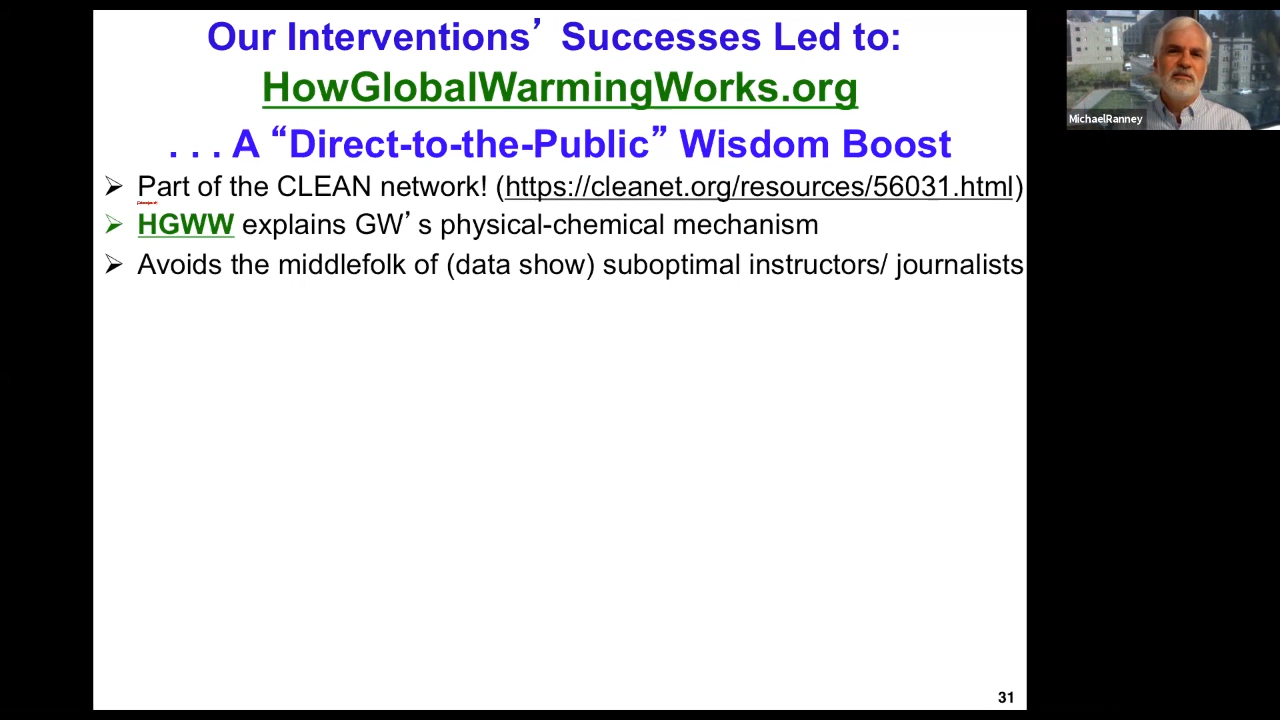 Our Interventions’ Successes Led to:
HowGlobalWarmingWorks.org
. . . A “Direct-to-the-Public” Wisdom Boost
➢ Part of the CLEAN network! (https://cleanet.org/resources/56031.html)
➢ HGWW explains GW’s physical-chemical mechanism
➢ Avoids the middlefolk of (data show) suboptimal instructors/ journalists
31
MichaelRanney